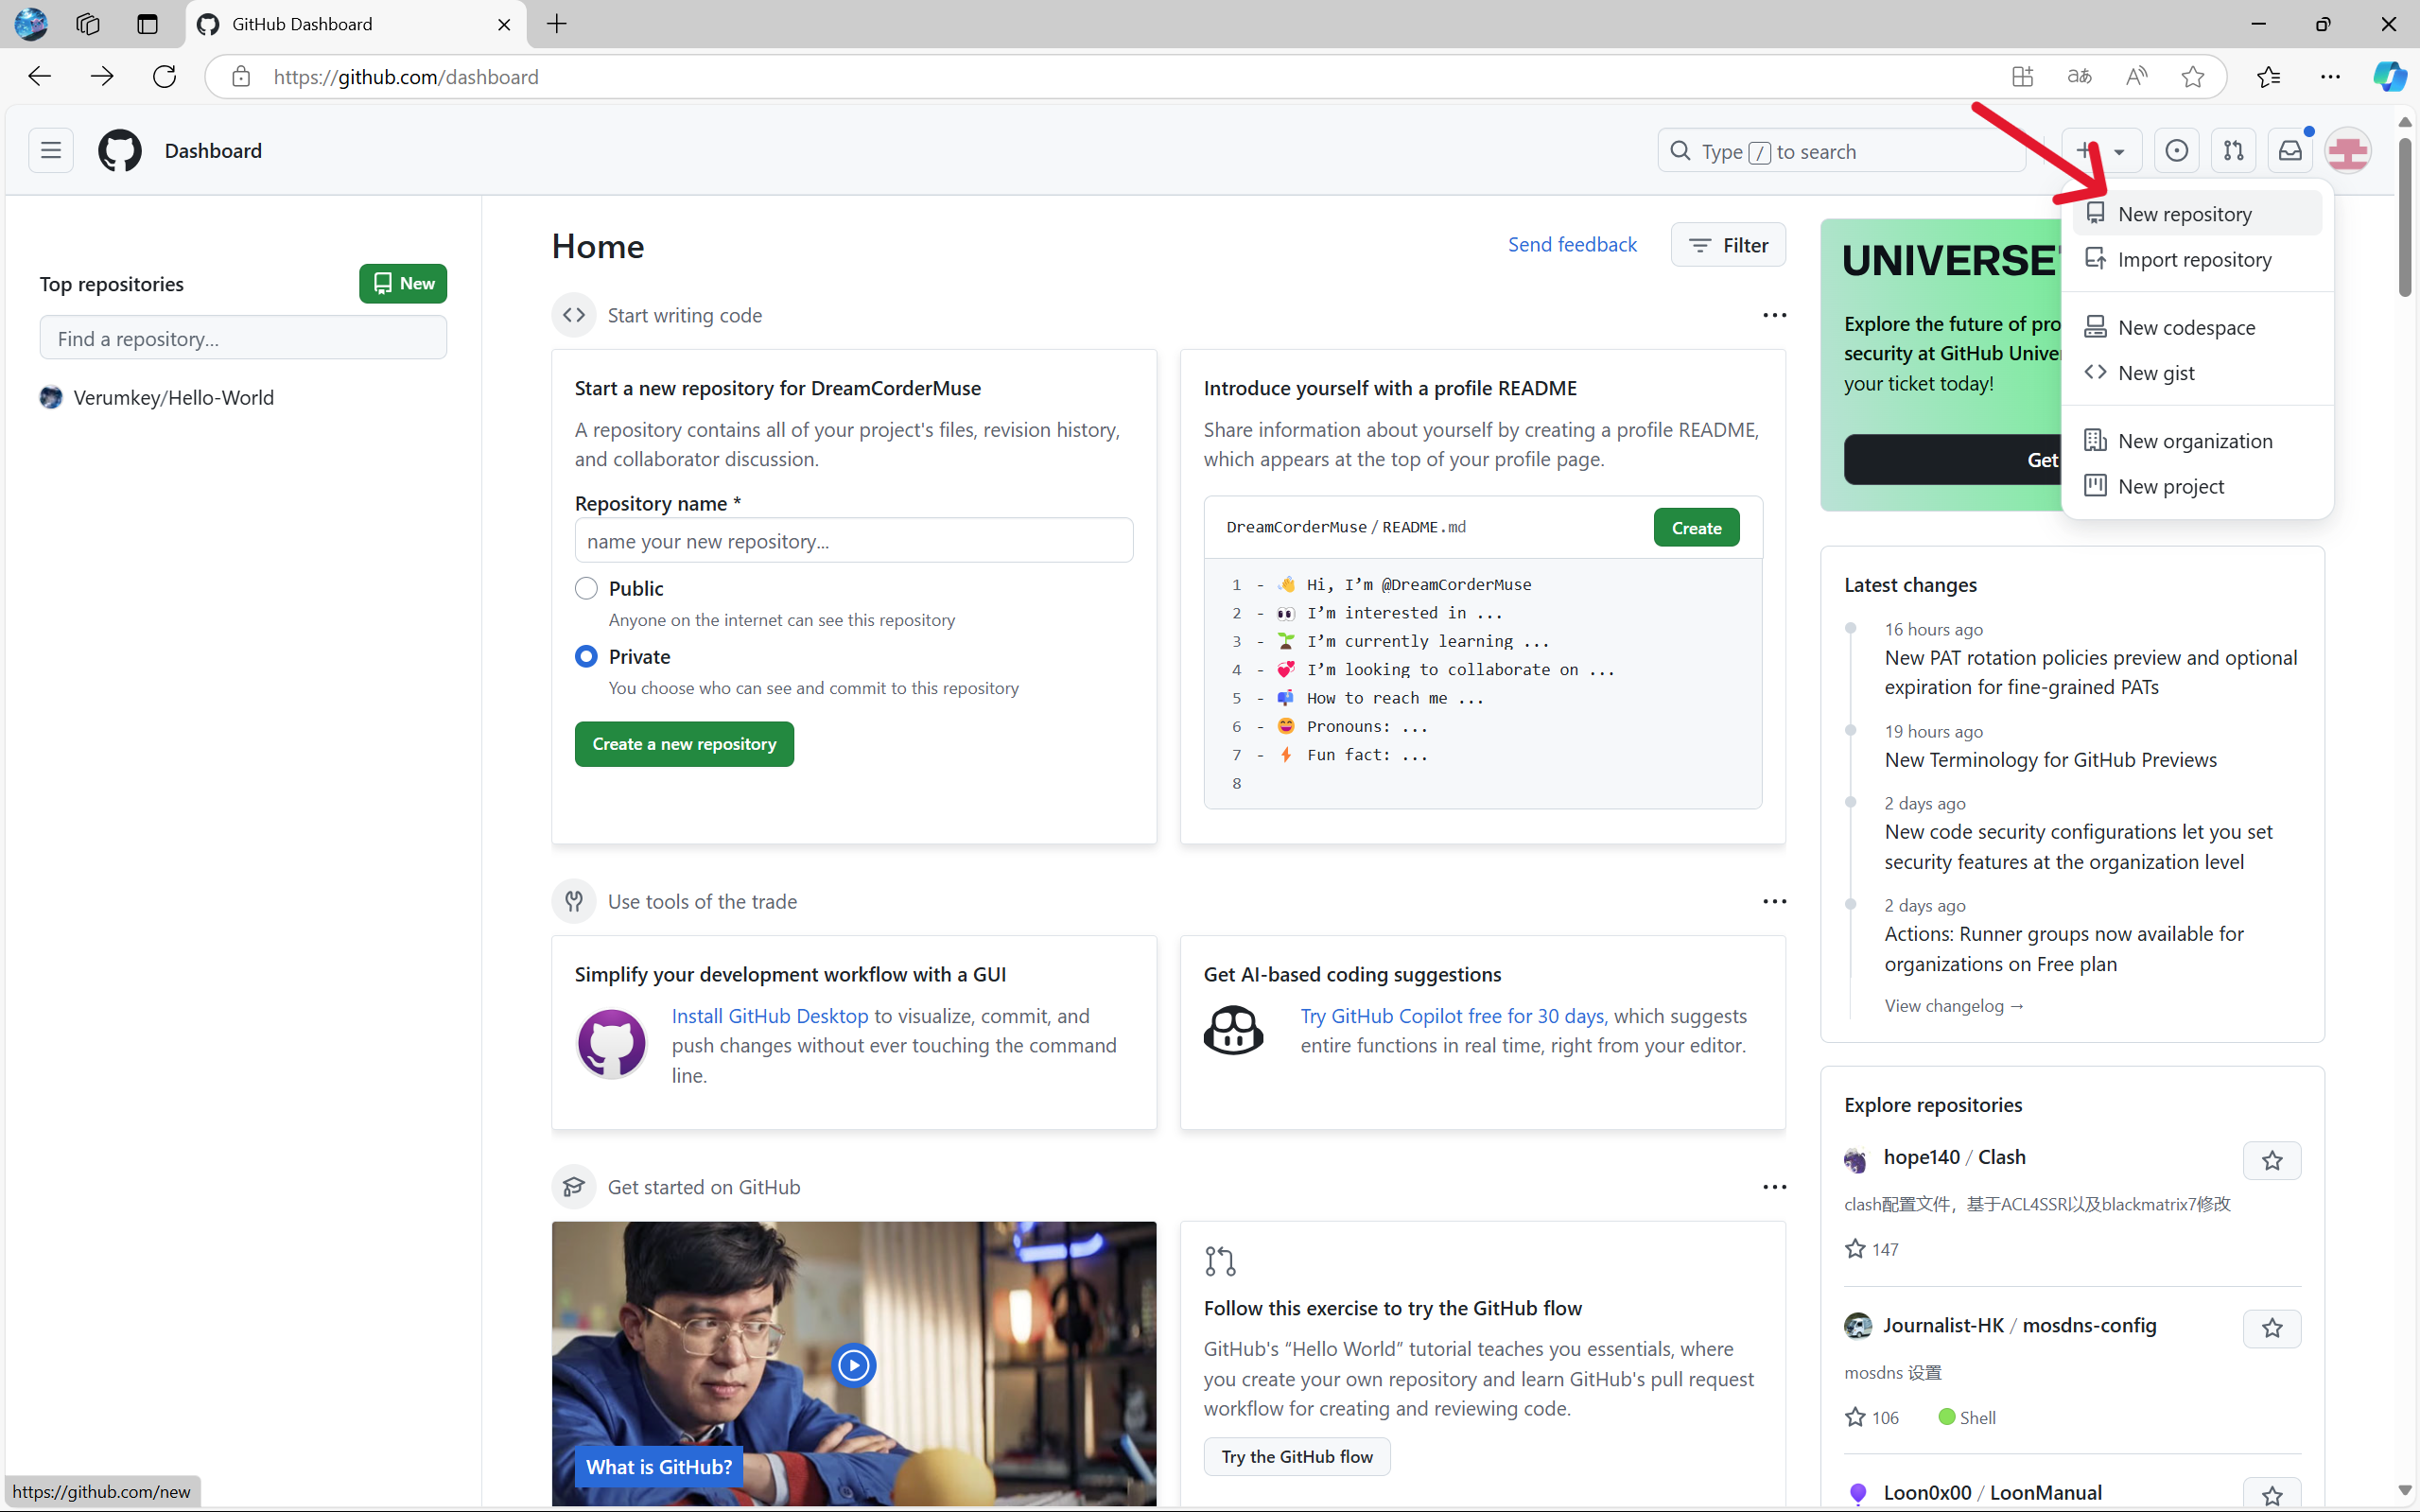 GitHub Dashboard
https://github.com/dashboard
Dashboard
Type / to search
Top repositories
New
Find a repository...
Verumkey/Hello-World
Home
Send feedback
Filter
Start writing code
Start a new repository for DreamCorderMuse
A repository contains all of your project's files, revision history,
and collaborator discussion.
Repository name *
name your new repository...
Public
Anyone on the internet can see this repository
Private
You choose who can see and commit to this repository
Create a new repository
Introduce yourself with a profile README
Share information about yourself by creating a profile README,
which appears at the top of your profile page.
DreamCorderMuse / README.md
Create
1 - 👋 Hi, I’m @DreamCorderMuse
2 - 👀 I’m interested in ...
3 - 🌱 I’m currently learning ...
4 - 💞️ I’m looking to collaborate on ...
5 - 📫 How to reach me ...
6 - 😄 Pronouns: ...
7 - ⚡ Fun fact: ...
8
Use tools of the trade
Simplify your development workflow with a GUI
Install GitHub Desktop to visualize, commit, and
push changes without ever touching the command
line.
Get AI-based coding suggestions
Try GitHub Copilot free for 30 days, which suggests
entire functions in real time, right from your editor.
Get started on GitHub
What is GitHub?
Follow this exercise to try the GitHub flow
GitHub's “Hello World” tutorial teaches you essentials, where
you create your own repository and learn GitHub's pull request
workflow for creating and reviewing code.
Try the GitHub flow
UNIVERSE'
Explore the future of pro
security at GitHub Unive
your ticket today!
Get
New repository
Import repository
New codespace
New gist
New organization
New project
Latest changes
16 hours ago
New PAT rotation policies preview and optional
expiration for fine-grained PATs
19 hours ago
New Terminology for GitHub Previews
2 days ago
New code security configurations let you set
security features at the organization level
2 days ago
Actions: Runner groups now available for
organizations on Free plan
View changelog →
Explore repositories
hope140 / Clash
clash配置文件，基于ACL4SSR以及blackmatrix7修改
147
Journalist-HK / mosdns-config
mosdns 设置
106 Shell
Loon0x00 / LoonManual
https://github.com/new